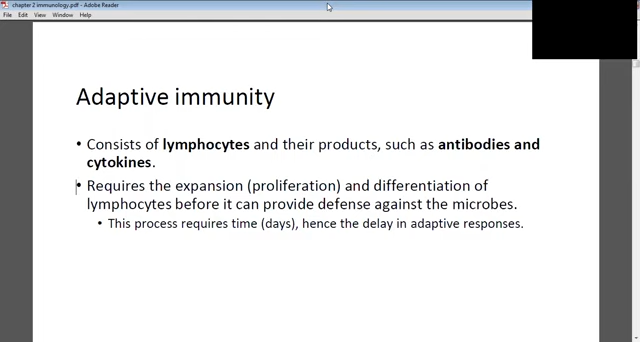 chapter 2 immunology.pdf - Adobe Reader
File Edit View Window Help
Adaptive immunity
• Consists of lymphocytes and their products, such as antibodies and
cytokines.
• Requires the expansion (proliferation) and differentiation of
lymphocytes before it can provide defense against the microbes.
• This process requires time (days), hence the delay in adaptive responses.